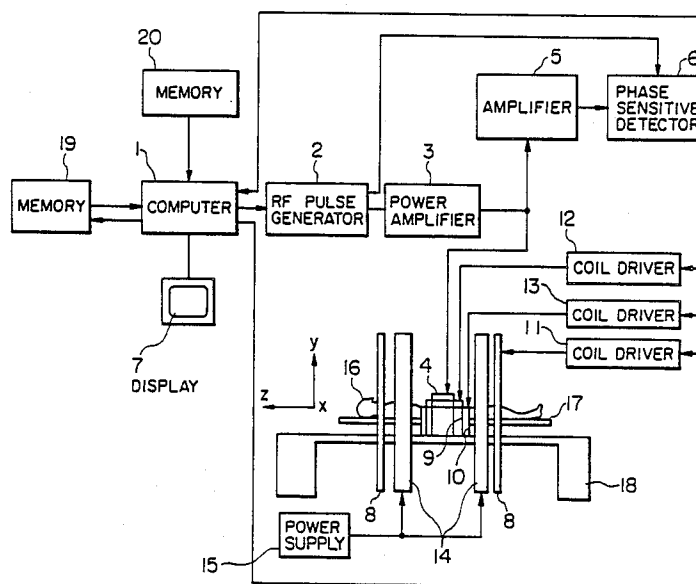 20
MEMORY
5
6
AMPLIFIER
PHASE
SENSITIVE
DETECTOR
19
1
2
3
MEMORY
COMPUTER
RF PULSE
GENERATOR
POWER
AMPLIFIER
12
COIL DRIVER
13
COIL DRIVER
11
COIL DRIVER
7
DISPLAY
y
z
x
16
4
17
9
10
18
8
14
8
POWER
SUPPLY
15